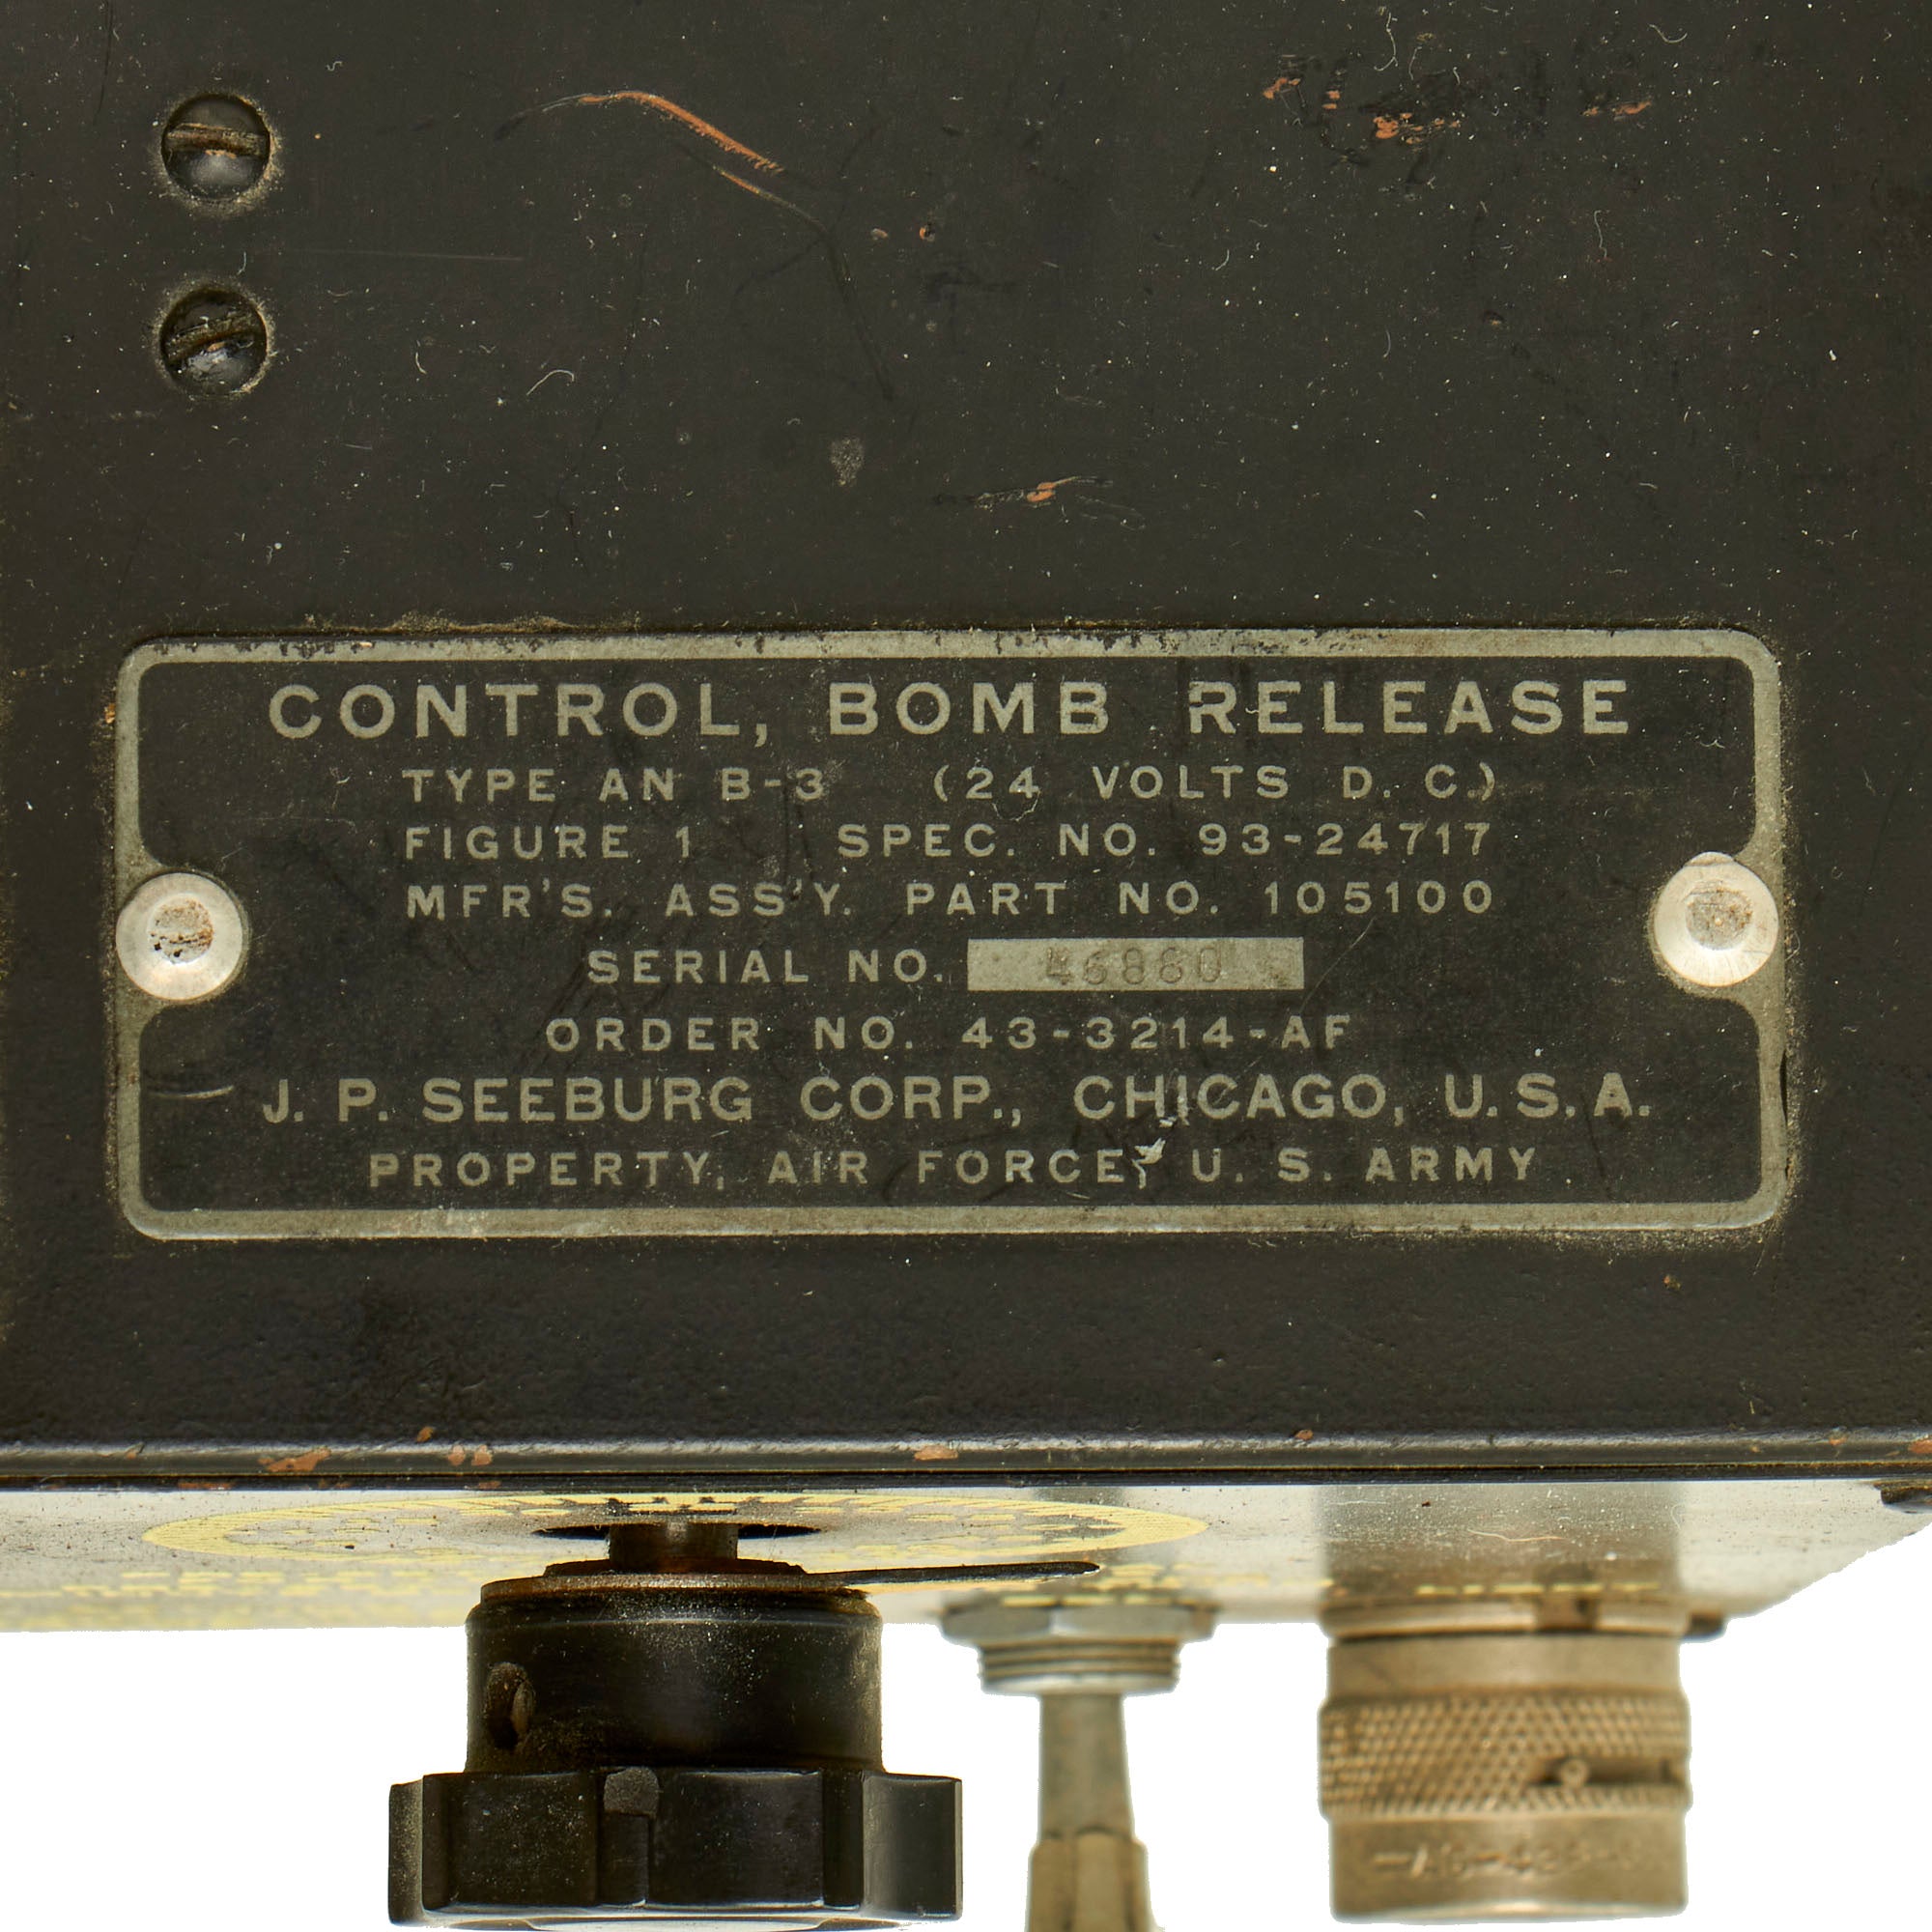 CONTROL, BOMB RELEASE
TYPE AN B-3 (24 VOLTS D. C.)
FIGURE 1 SPEC. NO. 93-24717
MFR'S. ASS'Y. PART NO. 105100
SERIAL NO. 46880
ORDER NO. 43-3214-AF
J. P. SEEBURG CORP., CHICAGO, U. S. A.
PROPERTY, AIR FORCE, U. S. ARMY